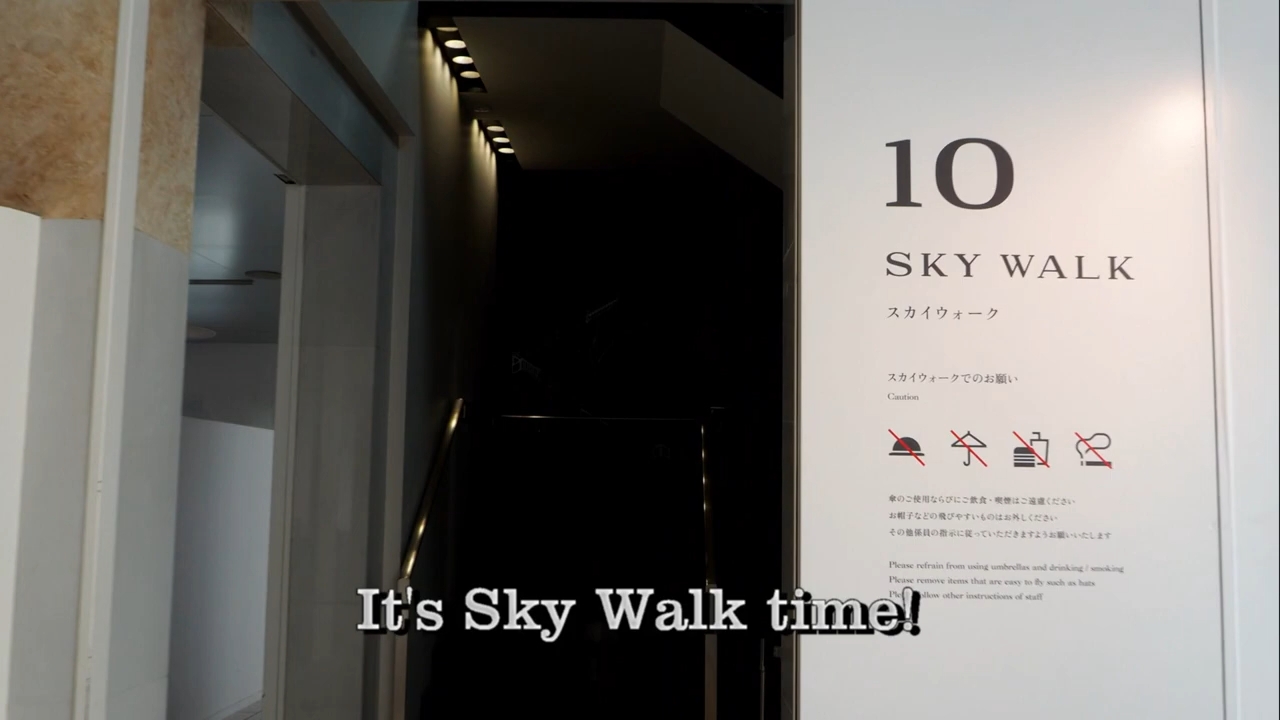 10
SKY WALK
スカイウォーク
スカイウォークでのお願い
Caution
傘のご使用ならびにご飲食・喫煙はご遠慮ください
お帽子などの飛びやすいものはお外しください
その他係員の指示に従っていただきますようお願いいたします
Please refrain from using umbrellas and drinking / smoking
Please remove items that are easy to fly such as hats
follow other instructions of staff
It's Sky Walk time!